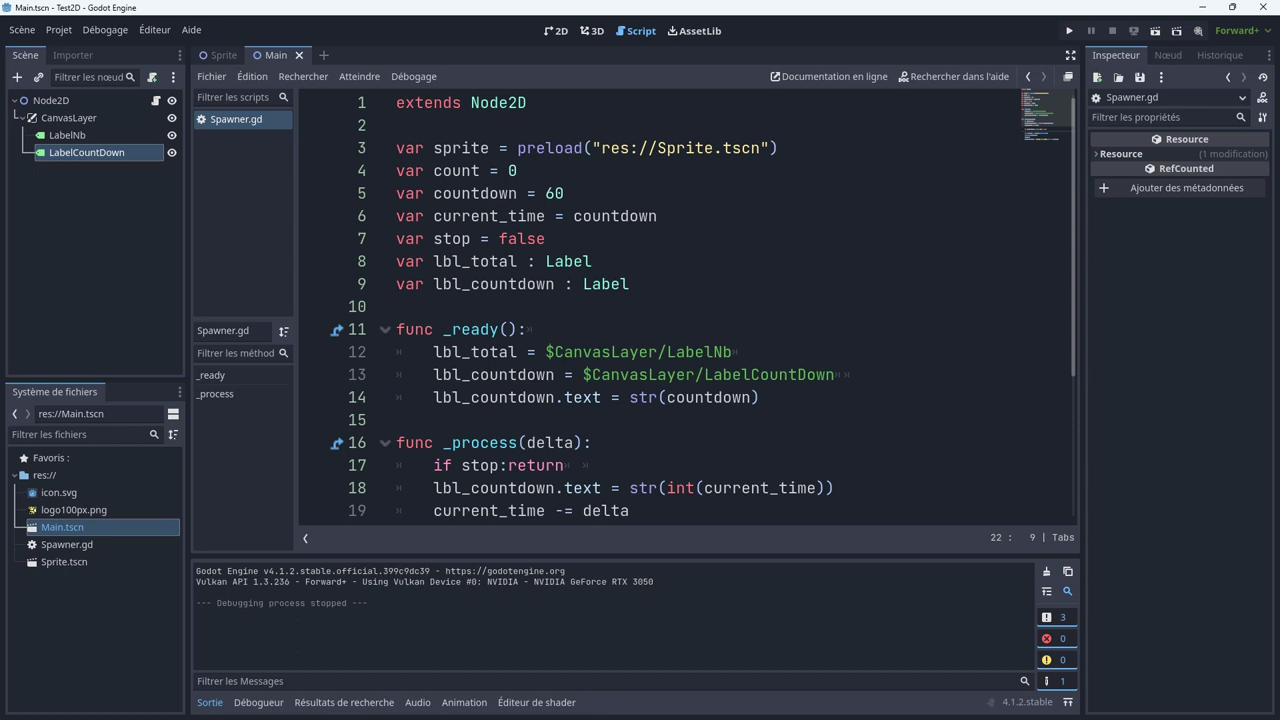 Main.tscn - Test2D - Godot Engine
Scène Projet Débogage Éditeur Aide
2D 3D Script AssetLib
Forward+
Scène Importer
Filtrer les nœud
Node2D
CanvasLayer
LabelNb
LabelCountDown
Système de fichiers
res://Main.tscn
Filtrer les fichiers
Favoris :
res://
icon.svg
logo100px.png
Main.tscn
Spawner.gd
Sprite.tscn
Sprite Main
Fichier Édition Rechercher Atteindre Débogage
Documentation en ligne Rechercher dans l'aide
Filtrer les scripts
Spawner.gd
Spawner.gd
Filtrer les méthod
_ready
_process
1 extends Node2D
2
3 var sprite = preload("res://Sprite.tscn")
4 var count = 0
5 var countdown = 60
6 var current_time = countdown
7 var stop = false
8 var lbl_total : Label
9 var lbl_countdown : Label
10
11 func _ready():
12 lbl_total = $CanvasLayer/LabelNb
13 lbl_countdown = $CanvasLayer/LabelCountDown
14 lbl_countdown.text = str(countdown)
15
16 func _process(delta):
17 if stop:return
18 lbl_countdown.text = str(int(current_time))
19 current_time -= delta
22 : 9 | Tabs
Godot Engine v4.1.2.stable.official.399c9dc39 - https://godotengine.org
Vulkan API 1.3.236 - Forward+ - Using Vulkan Device #0: NVIDIA - NVIDIA GeForce RTX 3050
--- Debugging process stopped ---
3
0
0
1
Filtrer les Messages
Sortie Débogueur Résultats de recherche Audio Animation Éditeur de shader
4.1.2.stable
Inspecteur Nœud Historique
Spawner.gd
Filtrer les propriétés
Resource
Resource (1 modification)
RefCounted
Ajouter des métadonnées